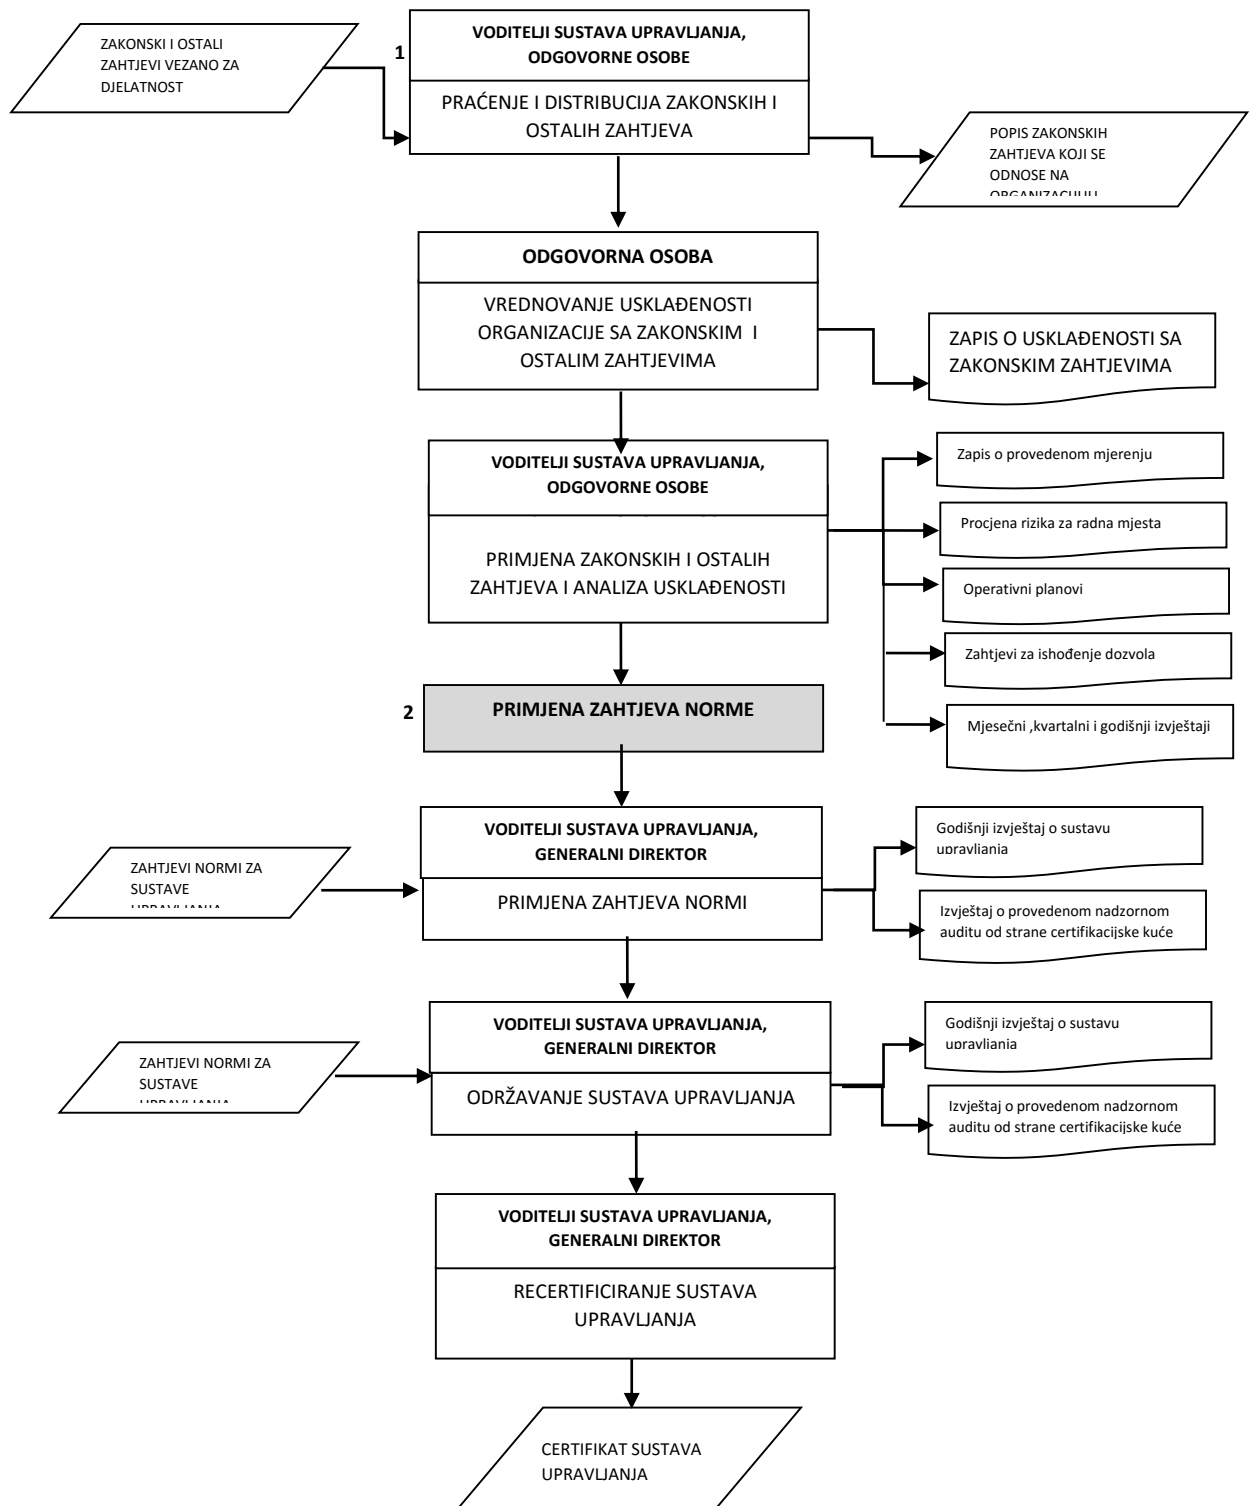 ZAKONSKI I OSTALI
ZAHTJEVI VEZANO ZA
DJELATNOST
1
VODITELJI SUSTAVA UPRAVLJANJA,
ODGOVORNE OSOBE
PRAĆENJE I DISTRIBUCIJA ZAKONSKIH I
OSTALIH ZAHTJEVA
POPIS ZAKONSKIH
ZAHTJEVA KOJI SE
ODNOSE NA
ORGANIZACIJU
ODGOVORNA OSOBA
VREDNOVANJE USKLAĐENOSTI
ORGANIZACIJE SA ZAKONSKIM I
OSTALIM ZAHTJEVIMA
ZAPIS O USKLAĐENOSTI SA
ZAKONSKIM ZAHTJEVIMA
VODITELJI SUSTAVA UPRAVLJANJA,
ODGOVORNE OSOBE
PRIMJENA ZAKONSKIH I OSTALIH
ZAHTJEVA I ANALIZA USKLAĐENOSTI
Zapis o provedenom mjerenju
Procjena rizika za radna mjesta
Operativni planovi
Zahtjevi za ishođenje dozvola
Mjesečni ,kvartalni i godišnji izvještaji
2
PRIMJENA ZAHTJEVA NORME
ZAHTJEVI NORMI ZA
SUSTAVE
UPRAVLJANJA
VODITELJI SUSTAVA UPRAVLJANJA,
GENERALNI DIREKTOR
PRIMJENA ZAHTJEVA NORMI
Godišnji izvještaj o sustavu
upravljanja
Izvještaj o provedenom nadzornom
auditu od strane certifikacijske kuće
ZAHTJEVI NORMI ZA
SUSTAVE
UPRAVLJANJA
VODITELJI SUSTAVA UPRAVLJANJA,
GENERALNI DIREKTOR
ODRŽAVANJE SUSTAVA UPRAVLJANJA
Godišnji izvještaj o sustavu
upravljanja
Izvještaj o provedenom nadzornom
auditu od strane certifikacijske kuće
VODITELJI SUSTAVA UPRAVLJANJA,
GENERALNI DIREKTOR
RECERTIFICIRANJE SUSTAVA
UPRAVLJANJA
CERTIFIKAT SUSTAVA
UPRAVLJANJA